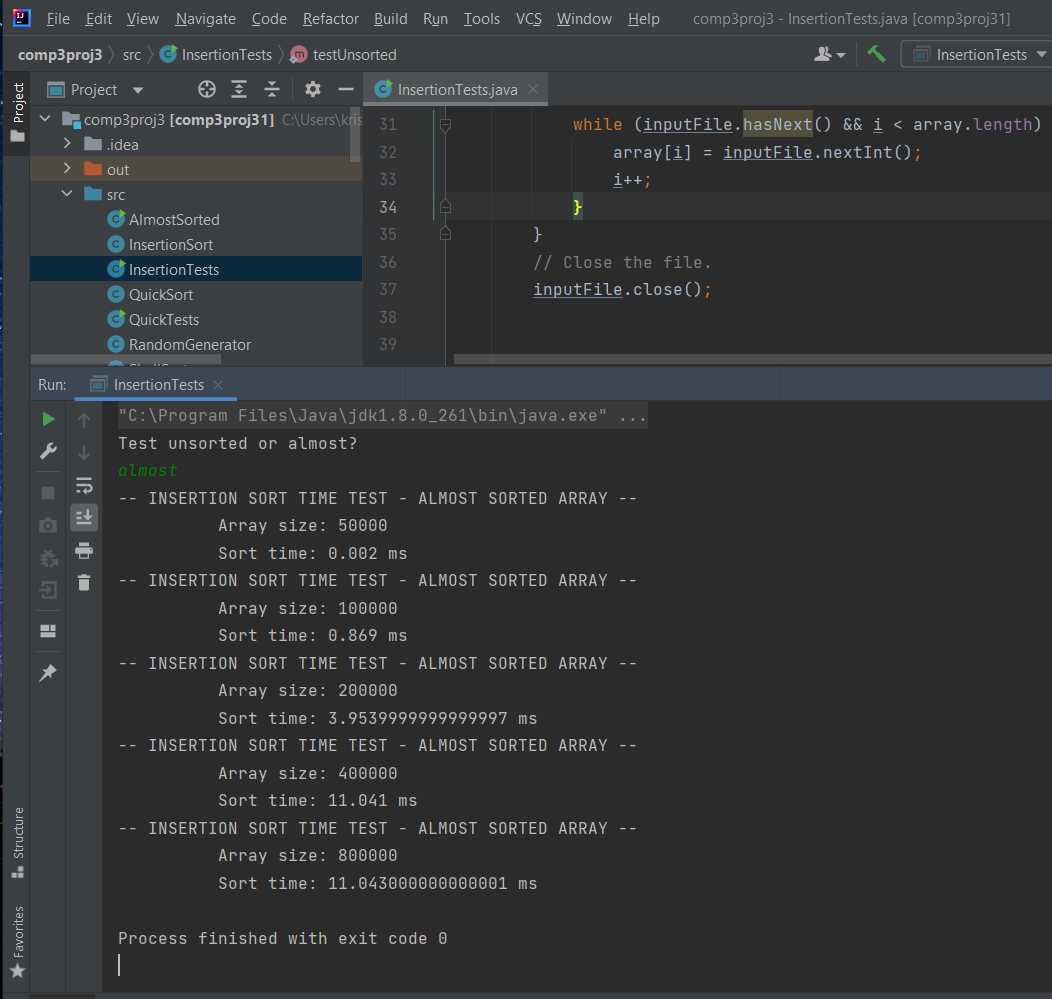 File Edit View Navigate Code Refactor Build Run Tools VCS Window Help comp3proj3 - InsertionTests.java [comp3proj31]
comp3proj3 src InsertionTests testUnsorted InsertionTests
Project
Project
InsertionTests.java
comp3proj3 [comp3proj31] C:\Users\kris
.idea
out
src
AlmostSorted
InsertionSort
InsertionTests
QuickSort
QuickTests
RandomGenerator
31 while (inputFile.hasNext() && i < array.length)
32 array[i] = inputFile.nextInt();
33 i++;
34 }
35 }
36 // Close the file.
37 inputFile.close();
38
39
Run: InsertionTests
"C:\Program Files\Java\jdk1.8.0_261\bin\java.exe" ...
Test unsorted or almost?
almost
-- INSERTION SORT TIME TEST - ALMOST SORTED ARRAY --
Array size: 50000
Sort time: 0.002 ms
-- INSERTION SORT TIME TEST - ALMOST SORTED ARRAY --
Array size: 100000
Sort time: 0.869 ms
-- INSERTION SORT TIME TEST - ALMOST SORTED ARRAY --
Array size: 200000
Sort time: 3.9539999999999997 ms
-- INSERTION SORT TIME TEST - ALMOST SORTED ARRAY --
Array size: 400000
Sort time: 11.041 ms
-- INSERTION SORT TIME TEST - ALMOST SORTED ARRAY --
Array size: 800000
Sort time: 11.043000000000001 ms
Process finished with exit code 0
Structure
Favorites